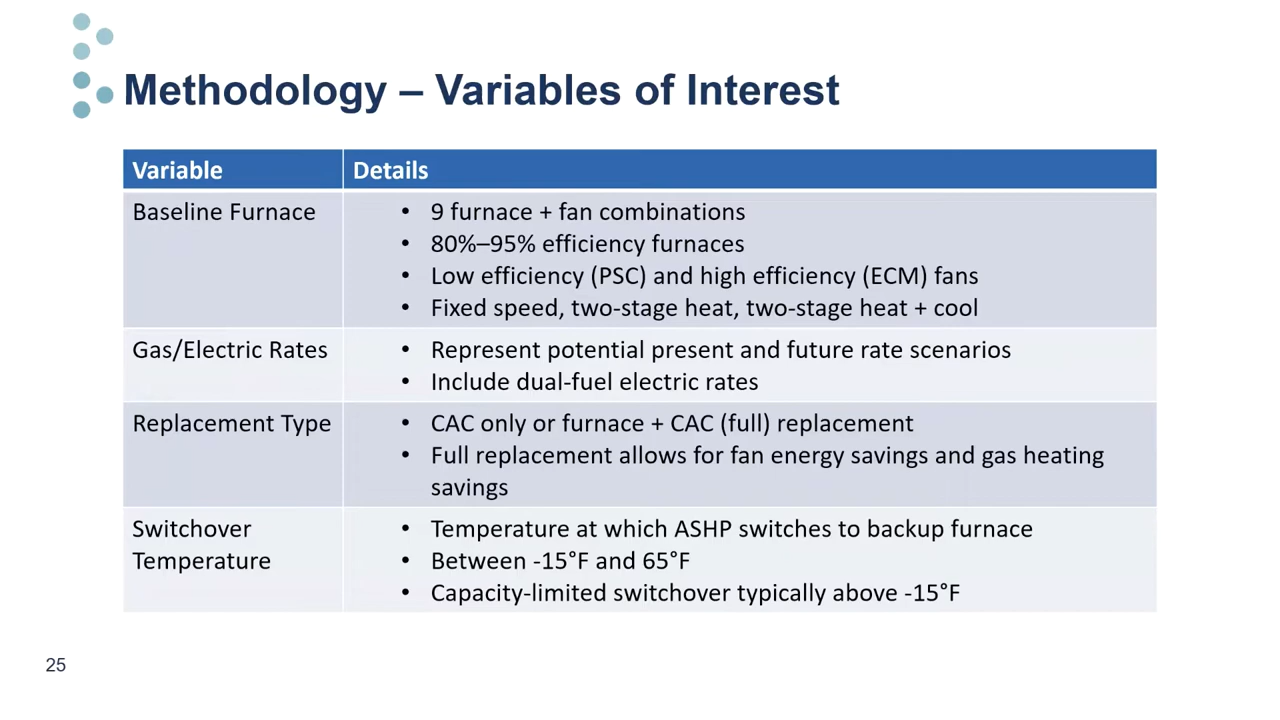 Methodology – Variables of Interest
Variable
Details
Baseline Furnace
• 9 furnace + fan combinations
• 80%–95% efficiency furnaces
• Low efficiency (PSC) and high efficiency (ECM) fans
• Fixed speed, two-stage heat, two-stage heat + cool
Gas/Electric Rates
• Represent potential present and future rate scenarios
• Include dual-fuel electric rates
Replacement Type
• CAC only or furnace + CAC (full) replacement
• Full replacement allows for fan energy savings and gas heating
savings
Switchover
Temperature
• Temperature at which ASHP switches to backup furnace
• Between -15°F and 65°F
• Capacity-limited switchover typically above -15°F
25